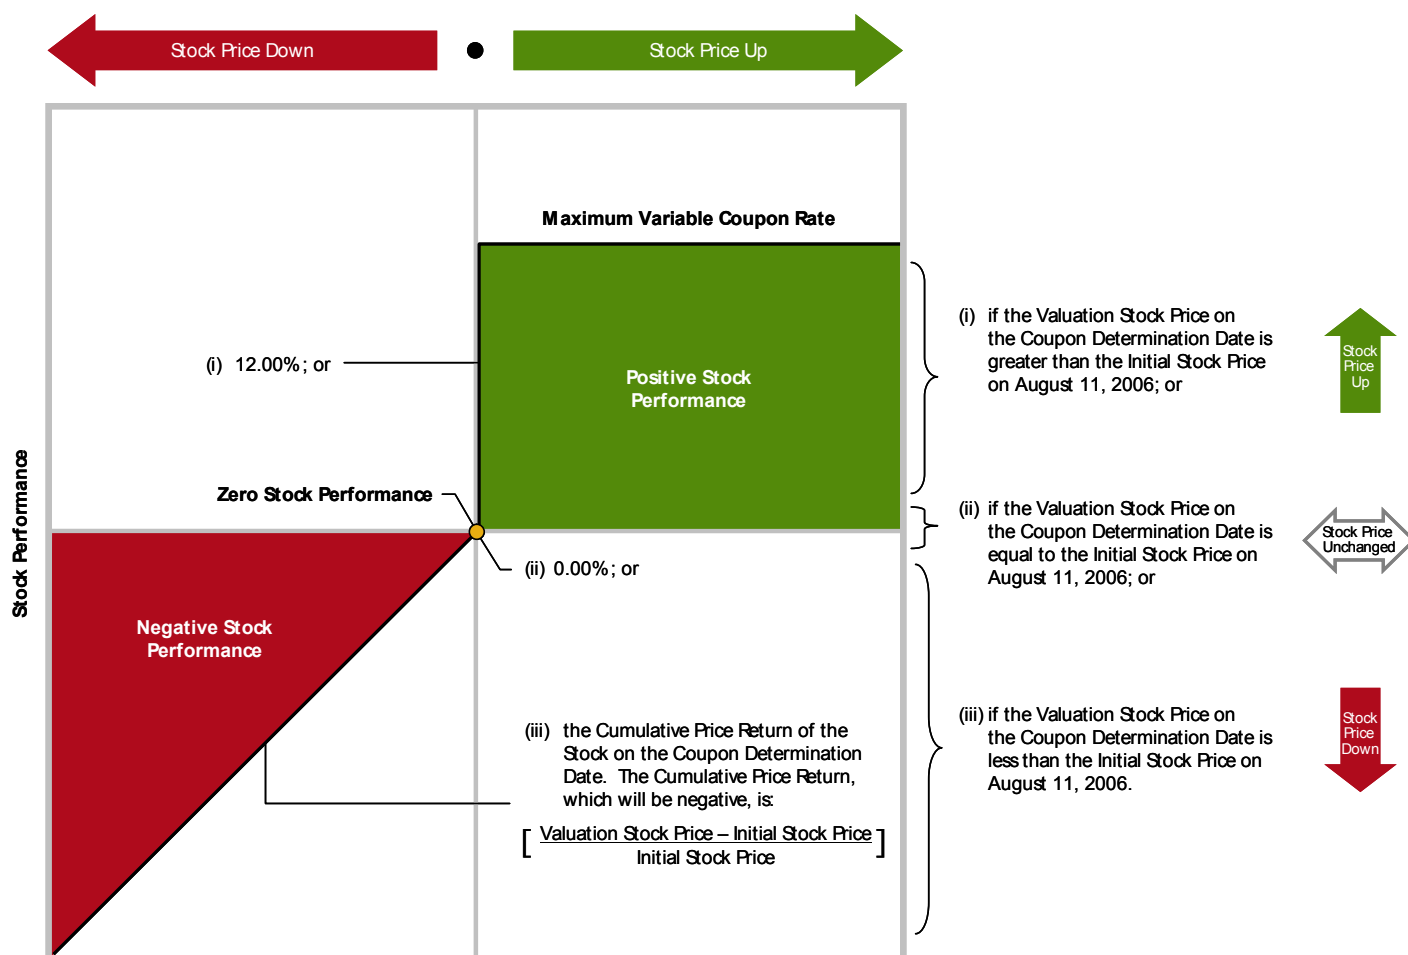 Stock Price Down
Stock Price Up
Maximum Variable Coupon Rate
(i) 12.00%; or
Positive Stock
Performance
(i) if the Valuation Stock Price on
the Coupon Determination Date is
greater than the Initial Stock Price
on August 11, 2006; or
Stock
Price
Up
Stock Performance
Zero Stock Performance
(ii) 0.00%; or
(ii) if the Valuation Stock Price on
the Coupon Determination Date is
equal to the Initial Stock Price on
August 11, 2006; or
Stock Price
Unchanged
Negative Stock
Performance
(iii) the Cumulative Price Return of the
Stock on the Coupon Determination
Date. The Cumulative Price Return,
which will be negative, is:
[ Valuation Stock Price – Initial Stock Price ]
Initial Stock Price
(iii) if the Valuation Stock Price on
the Coupon Determination Date is
less than the Initial Stock Price on
August 11, 2006.
Stock
Price
Down